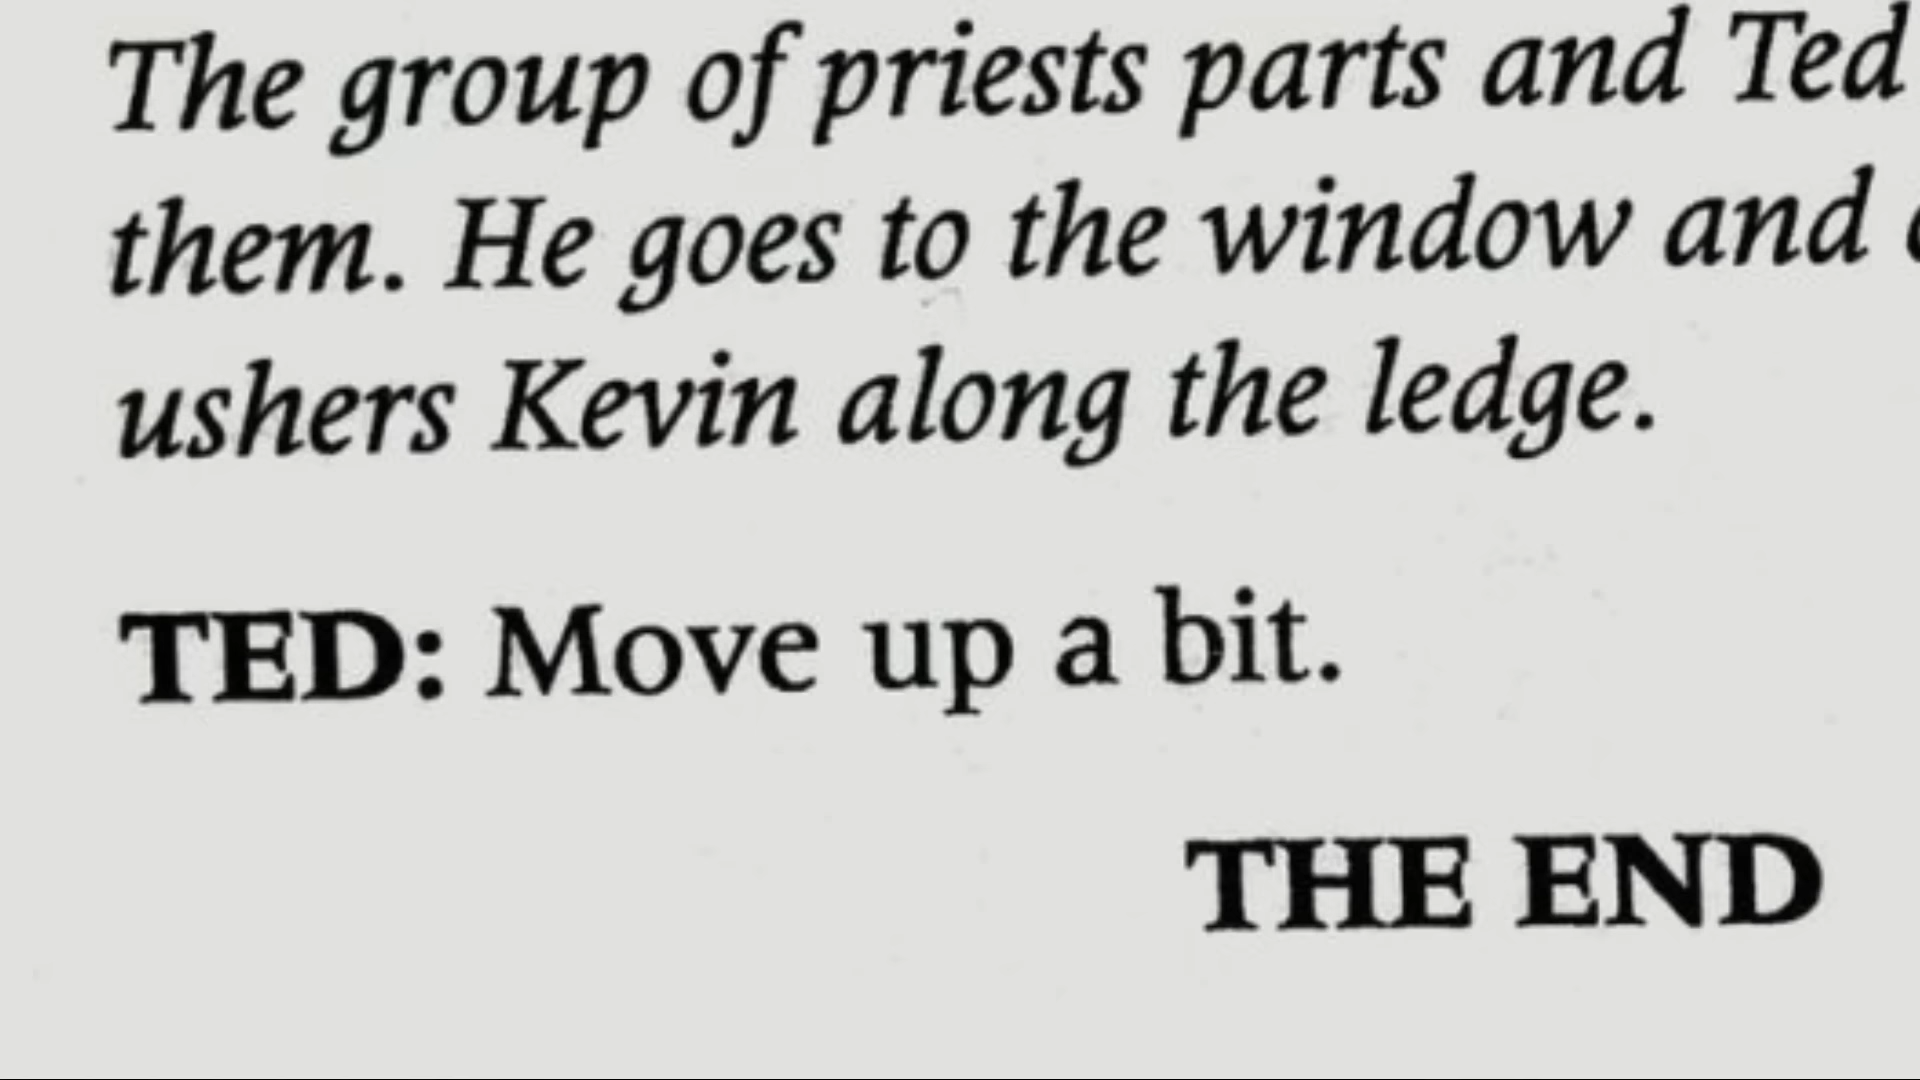 The group of priests parts and Ted
them. He goes to the window and
ushers Kevin along the ledge.
TED: Move up a bit.
THE END